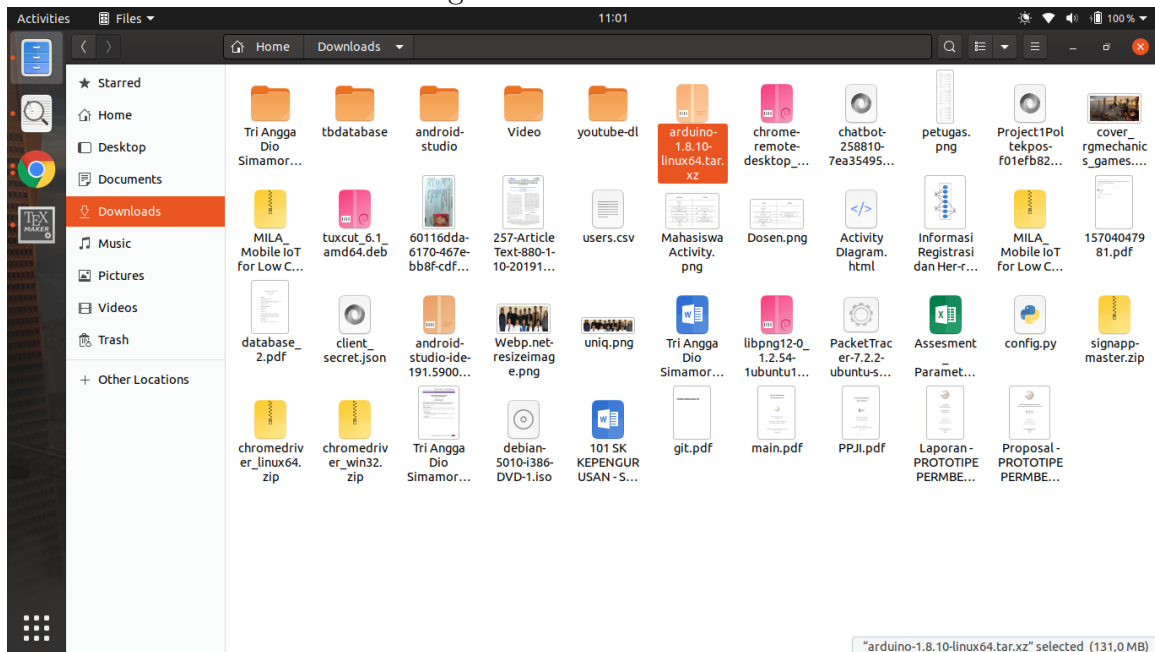 Activities
Files
11:01
100 %
Home
Downloads
Starred
Home
Desktop
Documents
Downloads
Music
Pictures
Videos
Trash
+ Other Locations
TEX
MAKER
Tri Angga
Dio
Simamor...
tbdatabase
android-
studio
Video
youtube-dl
arduino-
1.8.10-
linux64.tar.
xz
chrome-
remote-
desktop_...
chatbot-
258810-
7ea35495...
petugas.
png
Project1Pol
tekpos-
f01efb82...
cover_
rgmechanic
s_games....
MILA_
Mobile IoT
for Low C...
tuxcut_6.1_
amd64.deb
60116dda-
6170-467e-
bb8f-cdf...
257-Article
Text-880-1-
10-20191...
users.csv
Mahasiswa
Activity.
png
Dosen.png
Activity
DIagram.
html
Informasi
Registrasi
dan Her-r...
MILA_
Mobile IoT
for Low C...
157040479
81.pdf
database_
2.pdf
client_
secret.json
android-
studio-ide-
191.5900...
Webp.net-
resizeimag
e.png
uniq.png
Tri Angga
Dio
Simamor...
libpng12-0_
1.2.54-
1ubuntu1...
PacketTrac
er-7.2.2-
ubuntu-s...
Assesment
_
Paramet...
config.py
signapp-
master.zip
chromedriv
er_linux64.
zip
chromedriv
er_win32.
zip
Tri Angga
Dio
Simamor...
debian-
5010-i386-
DVD-1.iso
101 SK
KEPENGUR
USAN - S...
git.pdf
main.pdf
PPJI.pdf
Laporan -
PROTOTIPE
PERMBE...
Proposal -
PROTOTIPE
PERMBE...
"arduino-1.8.10-linux64.tar.xz" selected (131,0 MB)